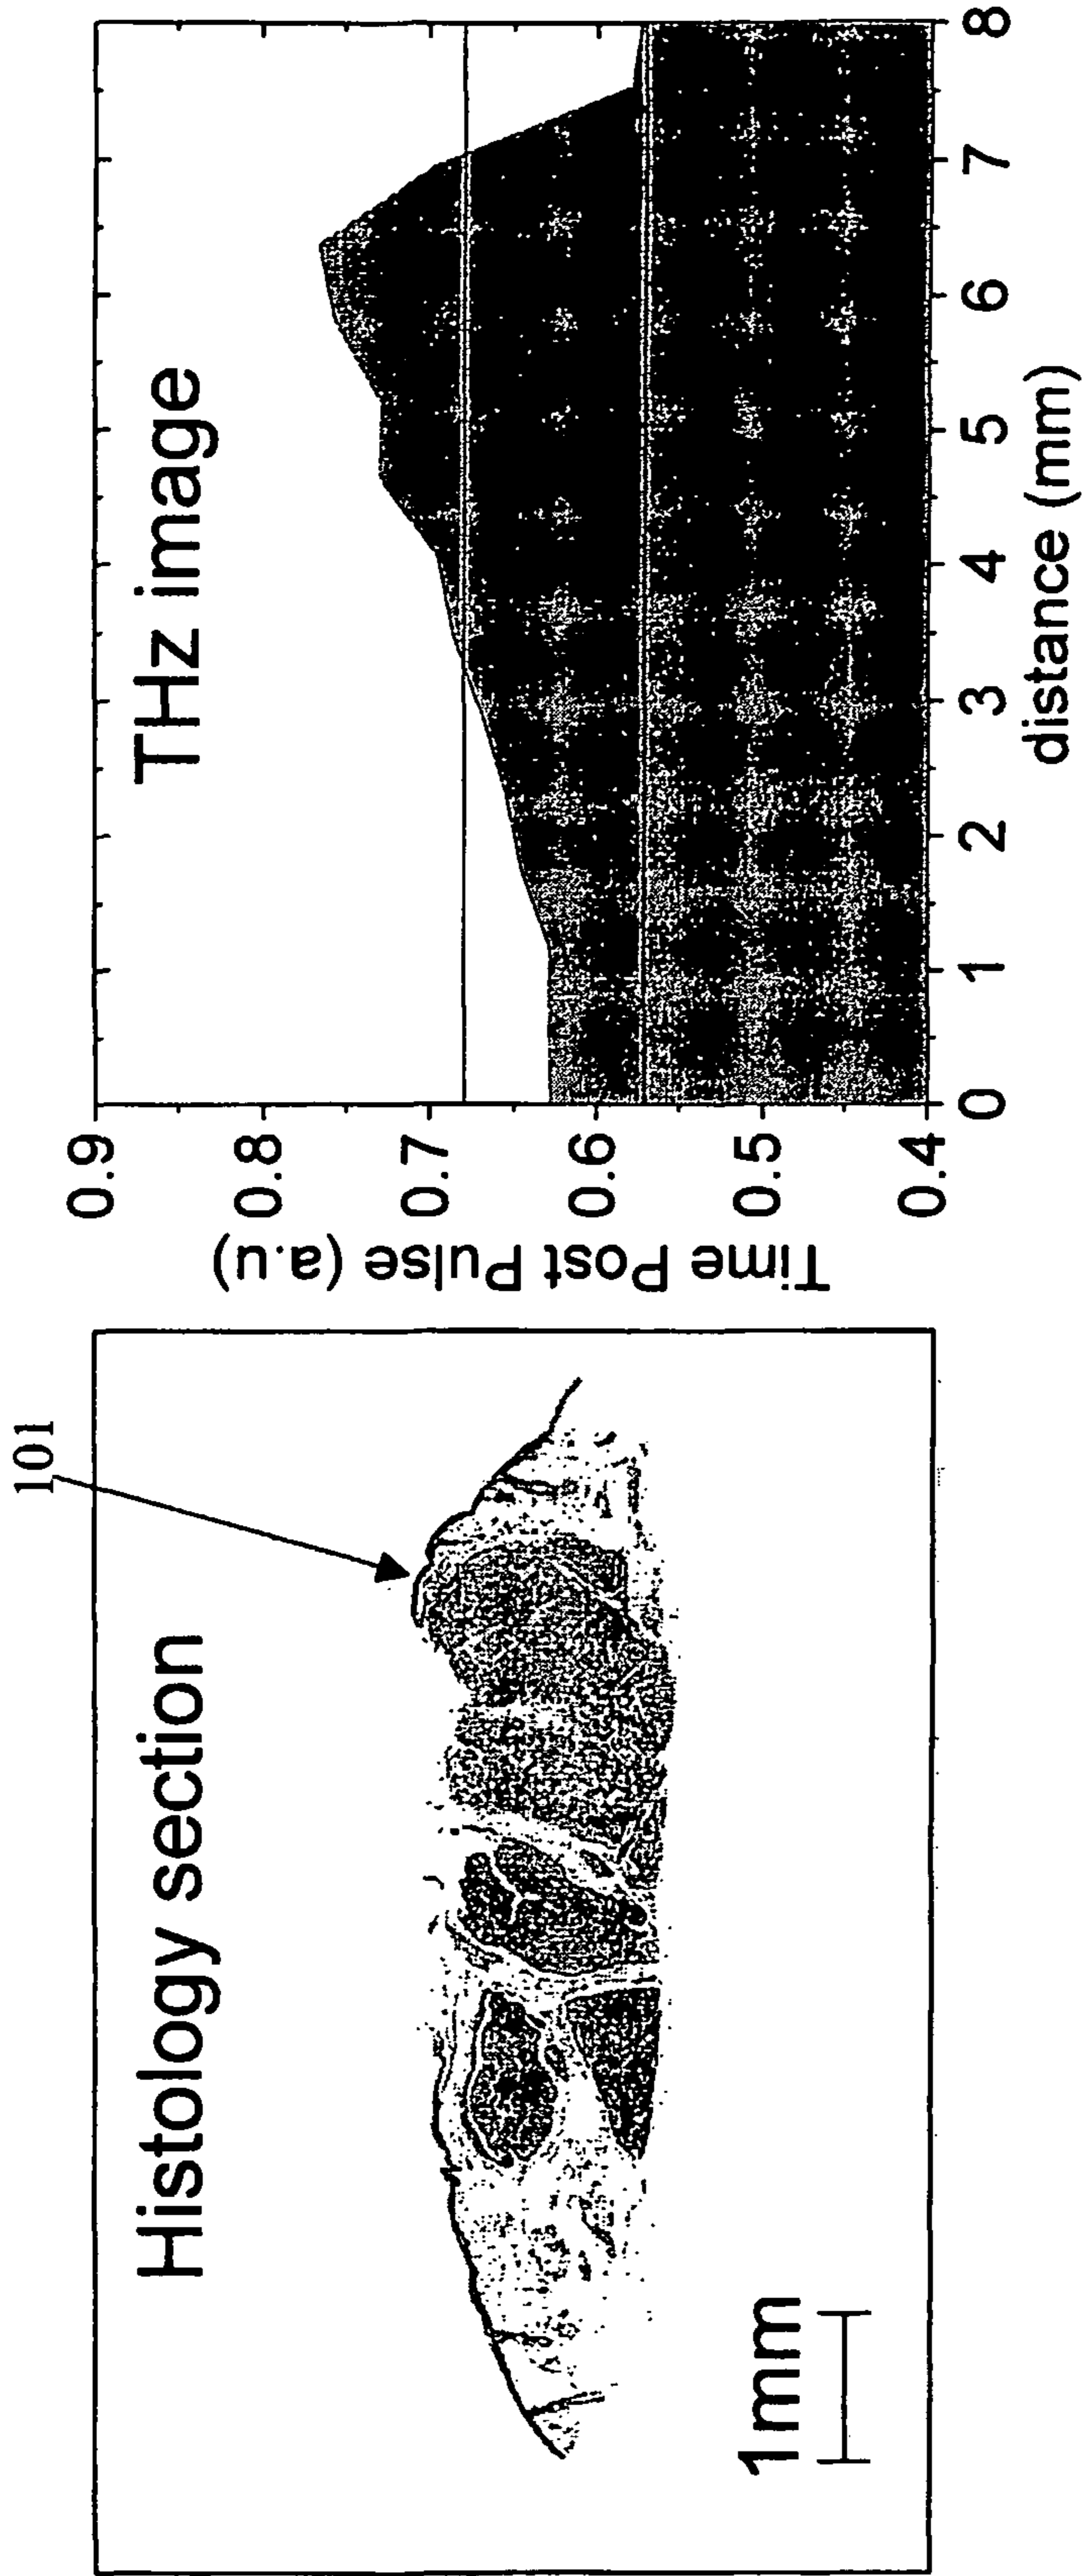 Histology section
101
1mm
THz image
Time Post Pulse (a.u)
0.9
0.8
0.7
0.6
0.5
0.4
0 1 2 3 4 5 6 7 8
distance (mm)